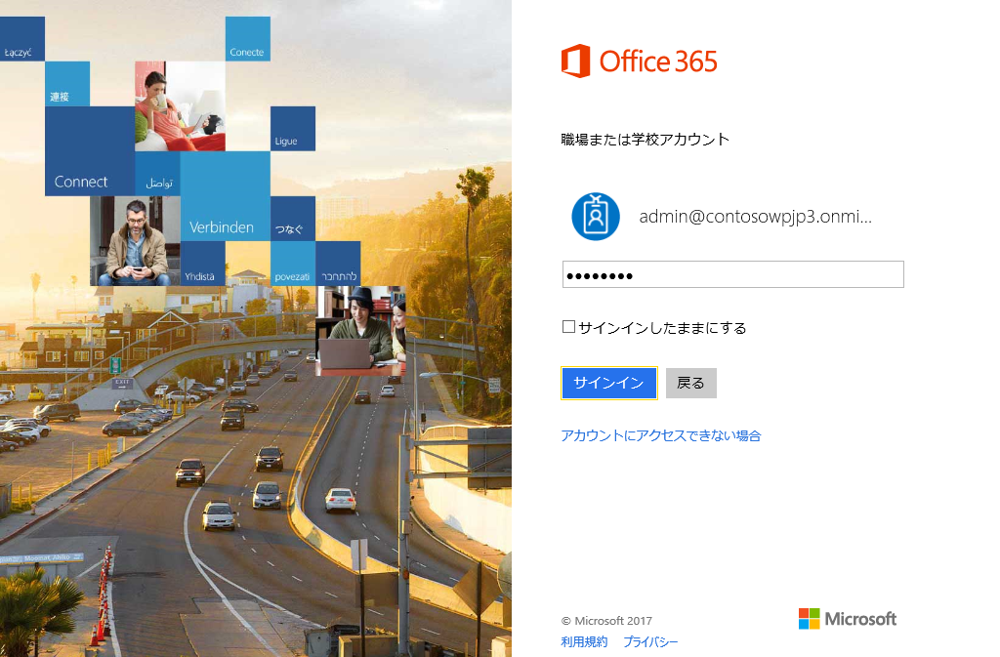 Łączyć
Conecte
連接
Ligue
Connect
تواصل
Verbinden
つなぐ
Yhdistä
povezati
להתחבר
EXIT
Office 365
職場または学校アカウント
admin@contosowpjp3.onmi...
●●●●●●●●
サインインしたままにする
サインイン
戻る
アカウントにアクセスできない場合
© Microsoft 2017
Microsoft
利用規約 プライバシー